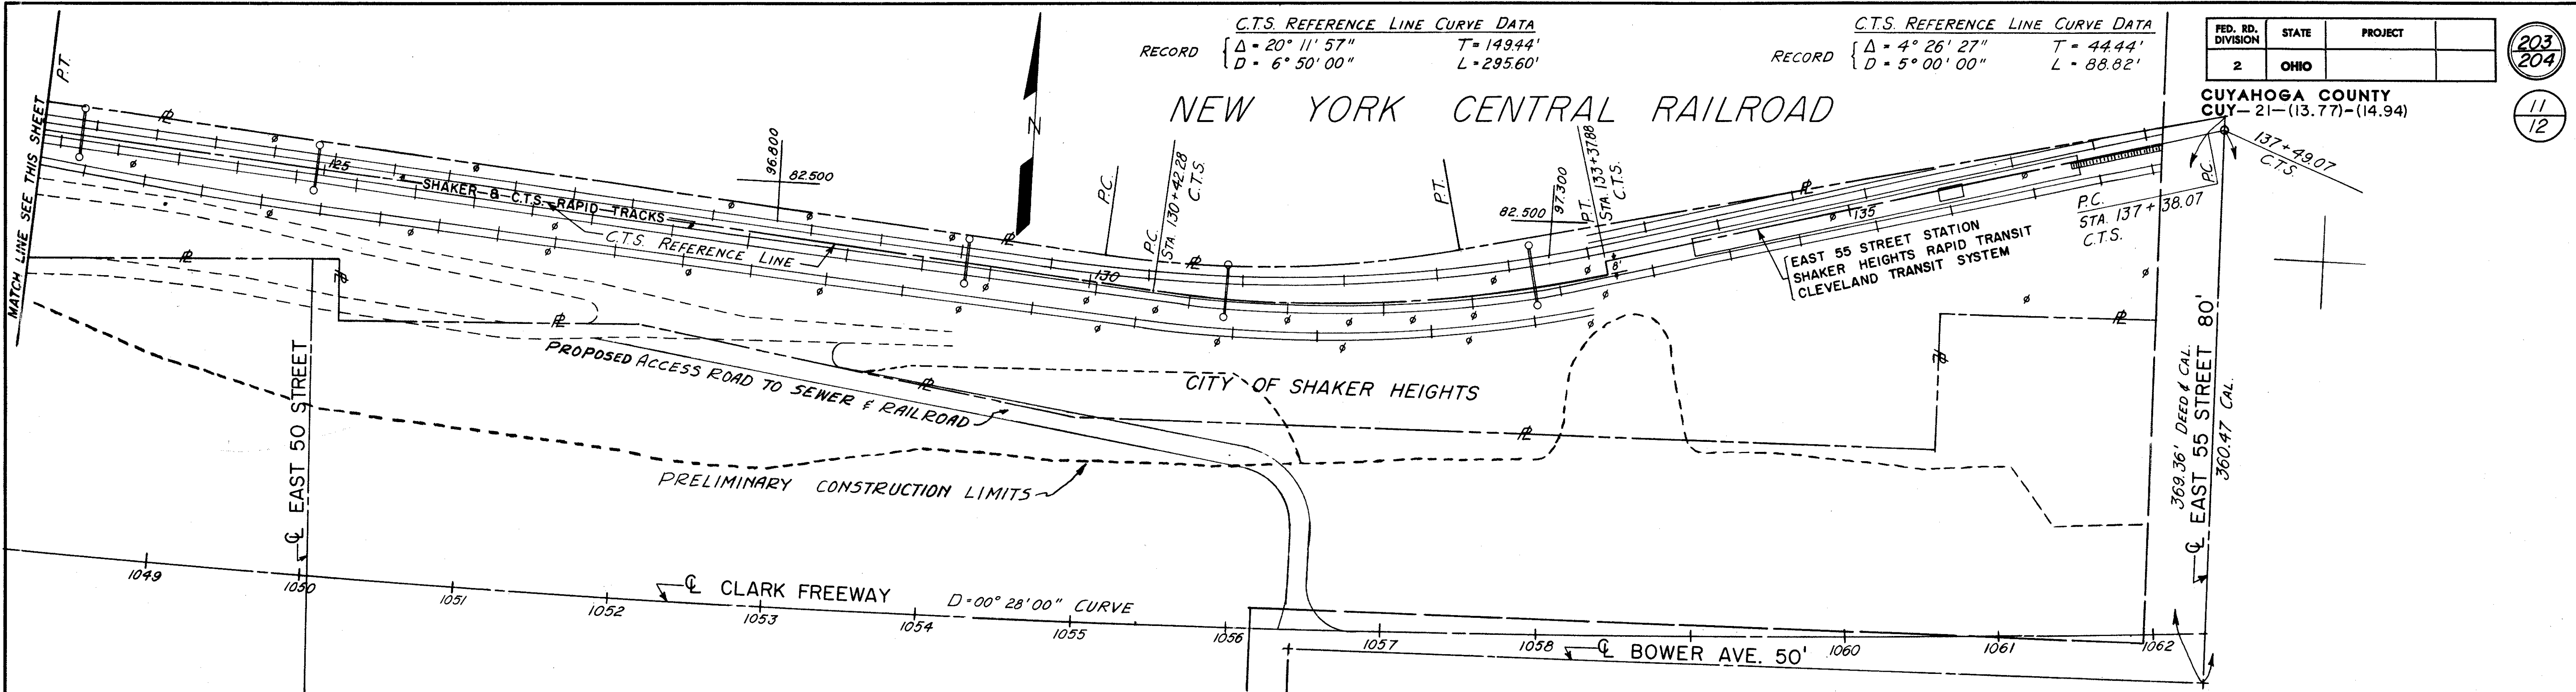 C.T.S. REFERENCE LINE CURVE DATA
RECORD { Δ = 20° 11' 57" T = 149.44'
D = 6° 50' 00" L = 295.60'
C.T.S. REFERENCE LINE CURVE DATA
RECORD { Δ = 4° 26' 27" T = 44.44'
D = 5° 00' 00" L = 88.82'
FED. RD. DIVISION STATE PROJECT
2 OHIO
203
204
CUYAHOGA COUNTY
CUY-21-(13.77)-(14.94)
11
12
NEW YORK CENTRAL RAILROAD
MATCH LINE SEE THIS SHEET
P.T.
125
SHAKER & C.T.S. RAPID TRACKS
C.T.S. REFERENCE LINE
96.800
82.500
N
P.C.
P.C.
STA. 130+42.28
C.T.S.
130
P.T.
82.500
97.300
P.T.
STA. 133+37.88
C.T.S.
8'
135
EAST 55 STREET STATION
SHAKER HEIGHTS RAPID TRANSIT
CLEVELAND TRANSIT SYSTEM
P.C.
STA. 137+38.07
C.T.S.
P.C.
137+49.07
C.T.S.
℄ EAST 50 STREET
PROPOSED ACCESS ROAD TO SEWER & RAILROAD
CITY OF SHAKER HEIGHTS
PRELIMINARY CONSTRUCTION LIMITS
369.36' DEED & CAL.
℄ EAST 55 STREET 80'
360.47 CAL.
1049
1050
1051
1052
℄ CLARK FREEWAY
D=00° 28' 00" CURVE
1053
1054
1055
1056
1057
1058
℄ BOWER AVE. 50'
1060
1061
1062